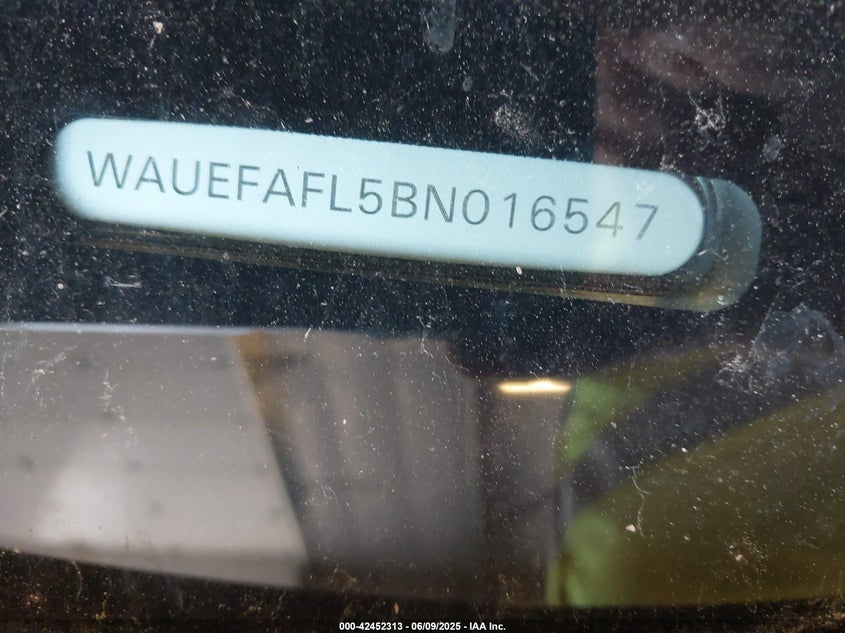 WAUEFAFL5BN016547
000-42452313 - 06/09/2025 - IAA Inc.